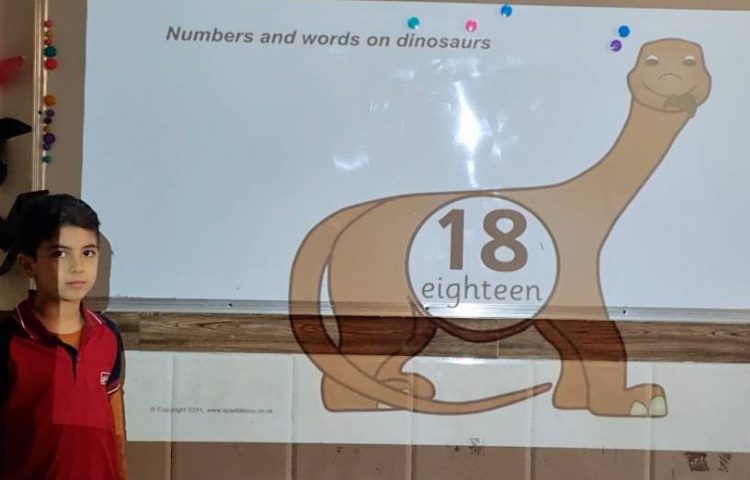 Numbers and words on dinosaurs
18
eighteen
© Copyright 2011, www.sparklebox.co.uk